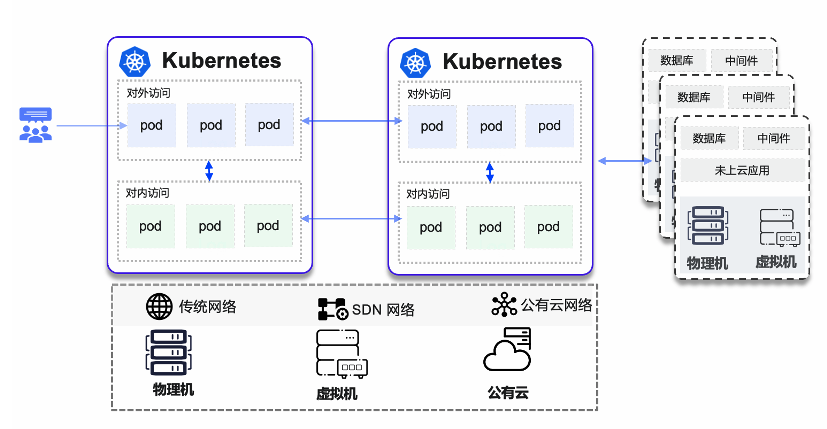 Kubernetes
对外访问
pod
pod
pod
对内访问
pod
pod
pod
Kubernetes
对外访问
pod
pod
pod
对内访问
pod
pod
pod
数据库 中间件
数据库 中间件
数据库 中间件
未上云应用
物理机 虚拟机
传统网络 SDN 网络 公有云网络
物理机 虚拟机 公有云